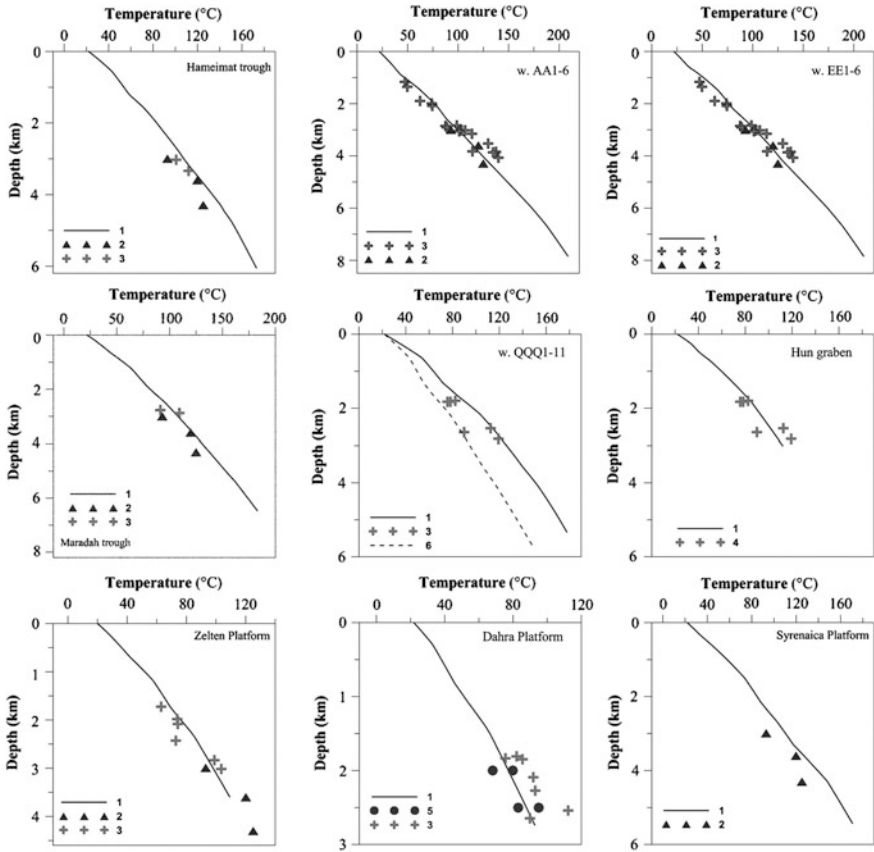 Temperature (°C)
0 40 80 120 160
0
2
4
6
Depth (km)
Hameimat trough
1
2
3
Temperature (°C)
0 50 100 150 200
0
2
4
6
8
Depth (km)
w. AA1-6
1
3
2
Temperature (°C)
0 50 100 150 200
0
2
4
6
8
Depth (km)
w. EE1-6
1
3
2
Temperature (°C)
0 50 100 150 200
0
2
4
6
8
Depth (km)
1
2
3
Maradah trough
Temperature (°C)
0 40 80 120 160
0
2
4
6
Depth (km)
w. QQQ1-11
1
3
6
Temperature (°C)
0 40 80 120 160
0
2
4
6
Depth (km)
Hun graben
1
4
Temperature (°C)
0 40 80 120
0
1
2
3
4
Depth (km)
Zelten Platform
1
2
3
Temperature (°C)
0 40 80 120
0
1
2
3
Depth (km)
Dahra Platform
1
5
3
Temperature (°C)
0 40 80 120 160
0
2
4
6
Depth (km)
Syrenaica Platform
1
2